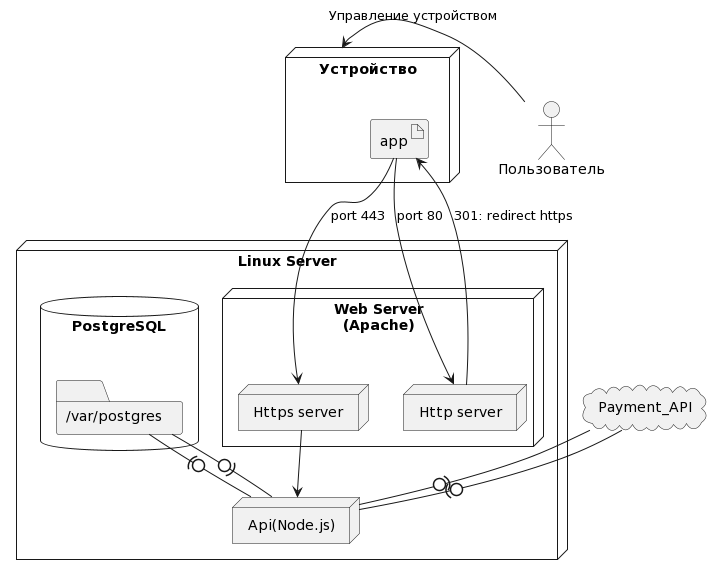 Управление устройством
Устройство
app
Пользователь
port 443
port 80
301: redirect https
Linux Server
PostgreSQL
Web Server
(Apache)
/var/postgres
Https server
Http server
Payment_API
Api(Node.js)